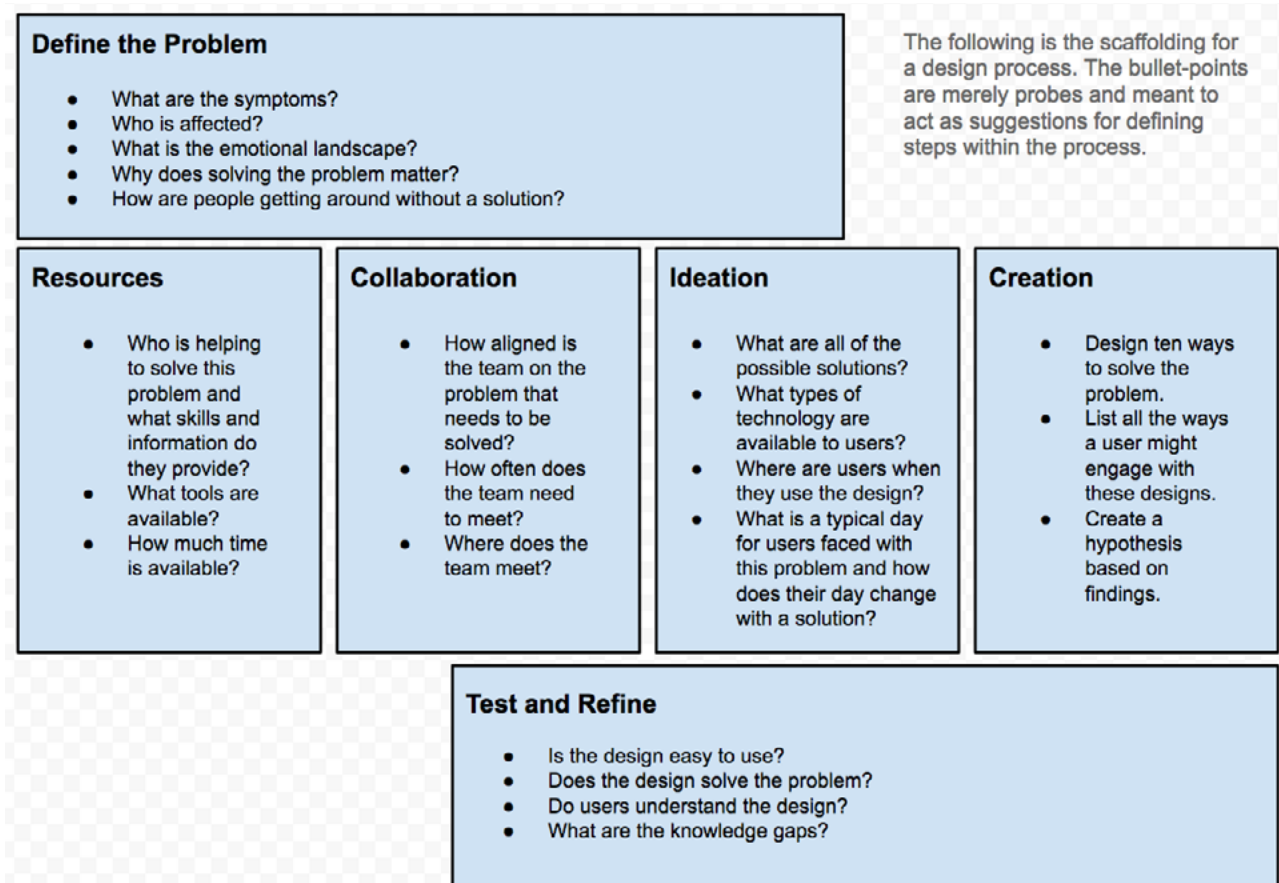 Define the Problem
● What are the symptoms?
● Who is affected?
● What is the emotional landscape?
● Why does solving the problem matter?
● How are people getting around without a solution?
The following is the scaffolding for
a design process. The bullet-points
are merely probes and meant to
act as suggestions for defining
steps within the process.
Resources
● Who is helping
to solve this
problem and
what skills and
information do
they provide?
● What tools are
available?
● How much time
is available?
Collaboration
● How aligned is
the team on the
problem that
needs to be
solved?
● How often does
the team need
to meet?
● Where does the
team meet?
Ideation
● What are all of the
possible solutions?
● What types of
technology are
available to users?
● Where are users when
they use the design?
● What is a typical day
for users faced with
this problem and how
does their day change
with a solution?
Creation
● Design ten ways
to solve the
problem.
● List all the ways
a user might
engage with
these designs.
● Create a
hypothesis
based on
findings.
Test and Refine
● Is the design easy to use?
● Does the design solve the problem?
● Do users understand the design?
● What are the knowledge gaps?